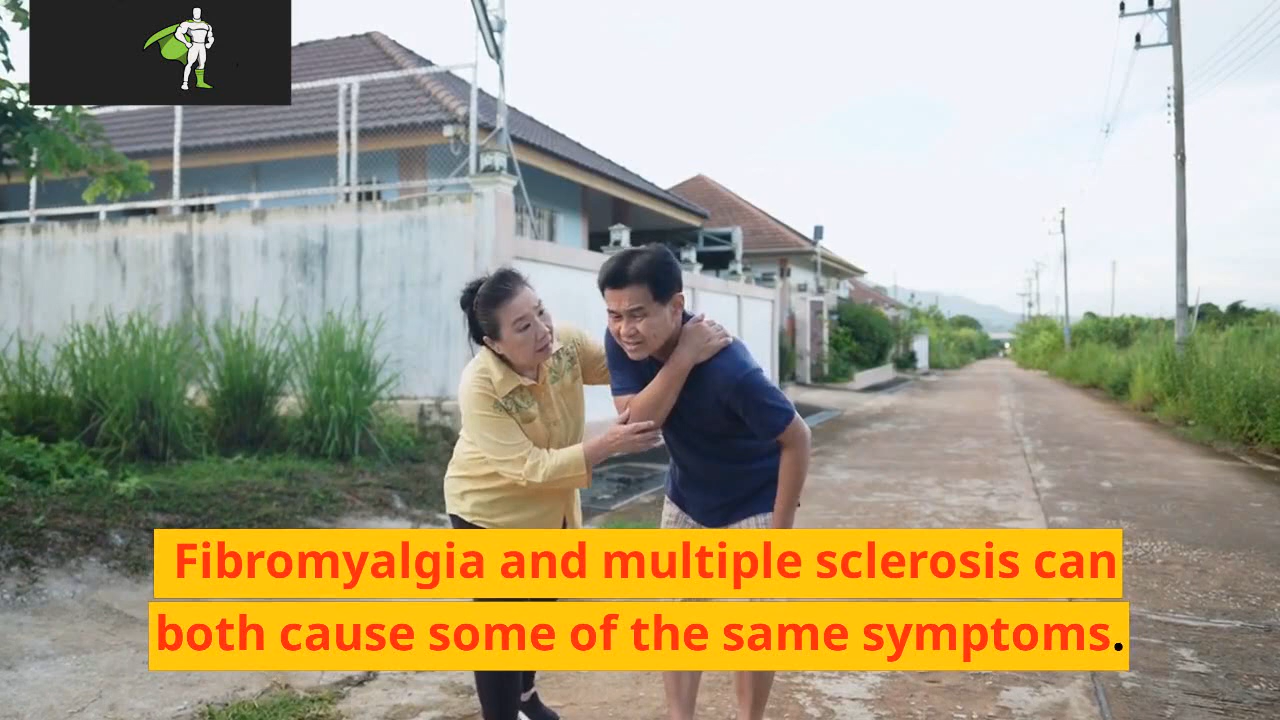 Fibromyalgia and multiple sclerosis can
both cause some of the same symptoms.